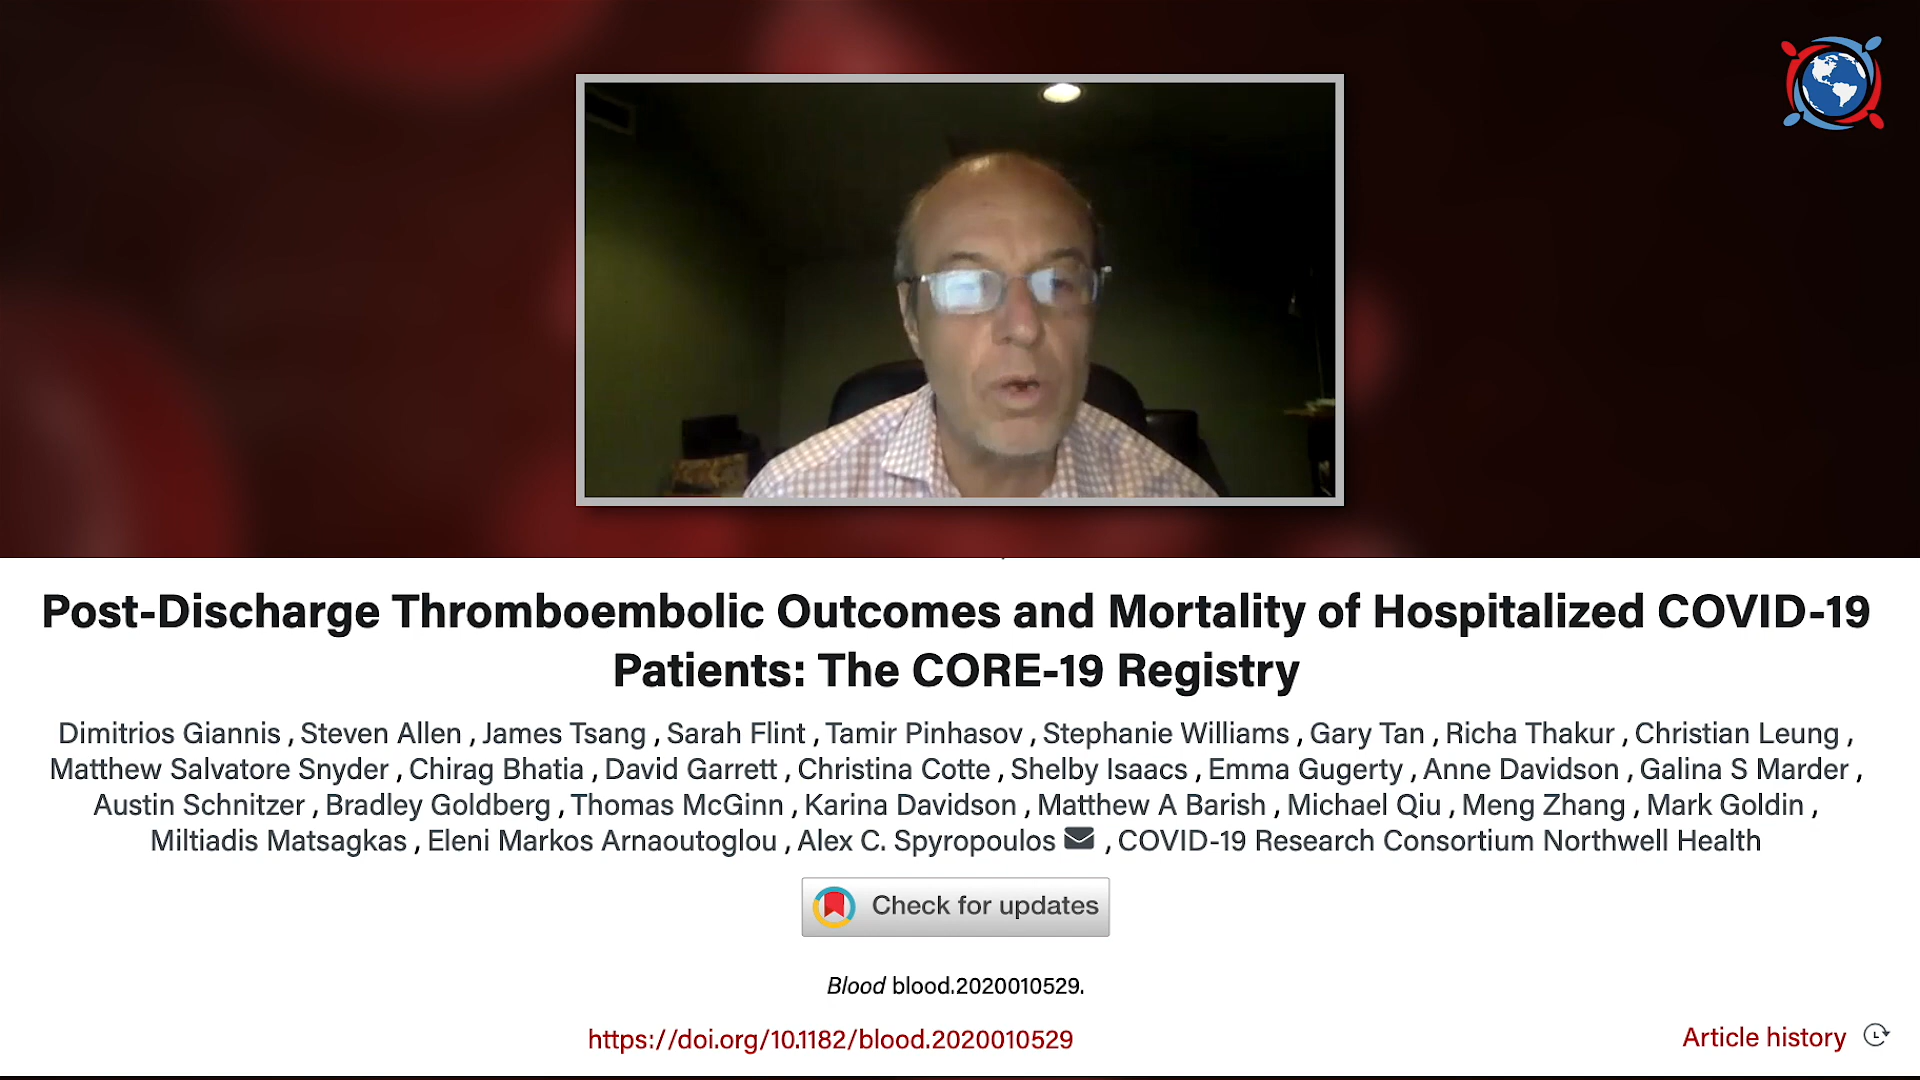 Post-Discharge Thromboembolic Outcomes and Mortality of Hospitalized COVID-19
Patients: The CORE-19 Registry
Dimitrios Giannis , Steven Allen , James Tsang , Sarah Flint , Tamir Pinhasov , Stephanie Williams , Gary Tan , Richa Thakur , Christian Leung ,
Matthew Salvatore Snyder , Chirag Bhatia , David Garrett , Christina Cotte , Shelby Isaacs , Emma Gugerty , Anne Davidson , Galina S Marder ,
Austin Schnitzer , Bradley Goldberg , Thomas McGinn , Karina Davidson , Matthew A Barish , Michael Qiu , Meng Zhang , Mark Goldin ,
Miltiadis Matsagkas , Eleni Markos Arnaoutoglou , Alex C. Spyropoulos , COVID-19 Research Consortium Northwell Health
Check for updates
Blood blood.2020010529.
https://doi.org/10.1182/blood.2020010529
Article history